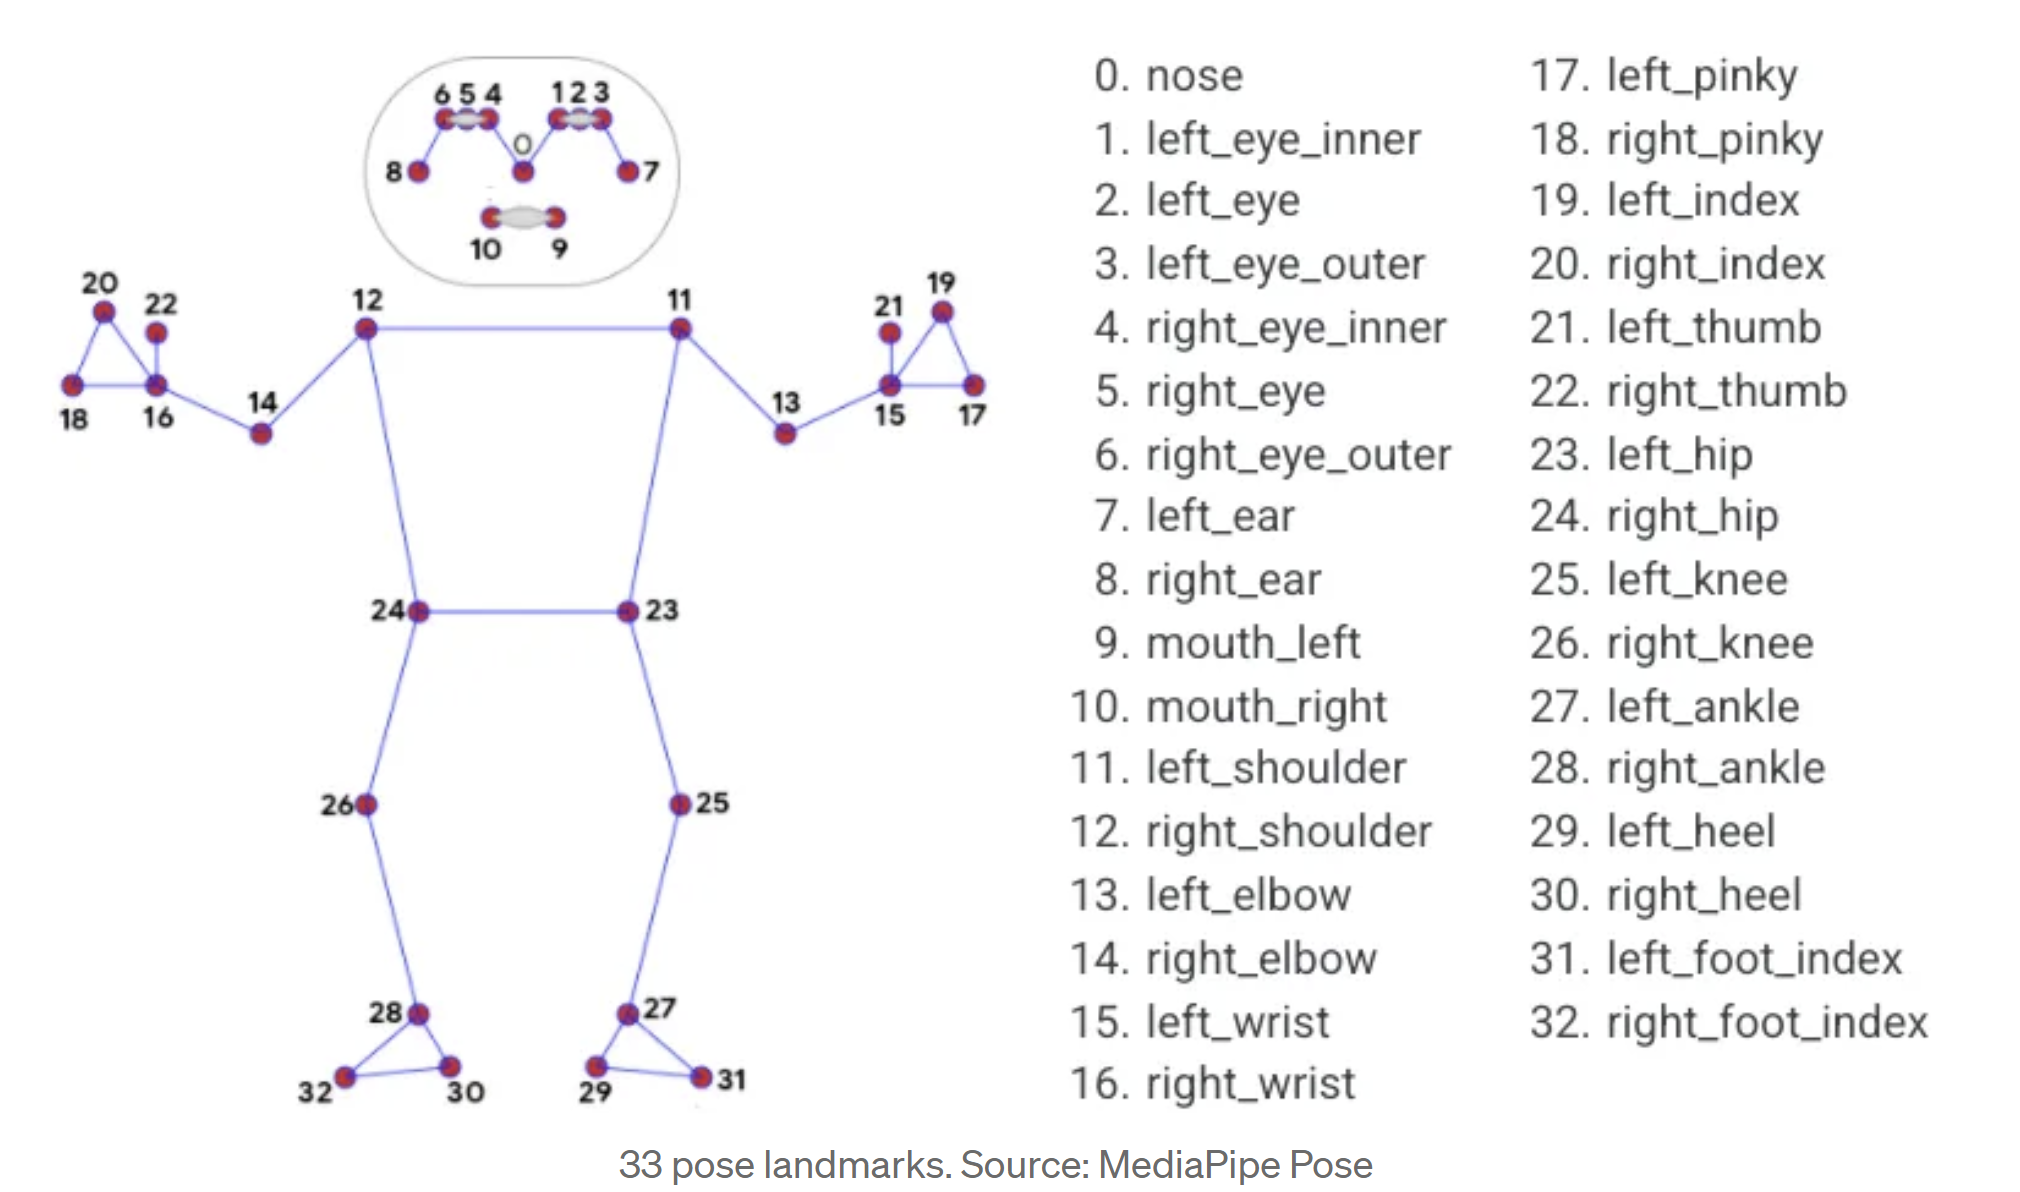 6 5 4 1 2 3
0
8 7
10 9
20 22 12 11 21 19
18 16 14 13 15 17
24 23
26 25
28 27
32 30 29 31
0. nose
1. left_eye_inner
2. left_eye
3. left_eye_outer
4. right_eye_inner
5. right_eye
6. right_eye_outer
7. left_ear
8. right_ear
9. mouth_left
10. mouth_right
11. left_shoulder
12. right_shoulder
13. left_elbow
14. right_elbow
15. left_wrist
16. right_wrist
17. left_pinky
18. right_pinky
19. left_index
20. right_index
21. left_thumb
22. right_thumb
23. left_hip
24. right_hip
25. left_knee
26. right_knee
27. left_ankle
28. right_ankle
29. left_heel
30. right_heel
31. left_foot_index
32. right_foot_index
33 pose landmarks. Source: MediaPipe Pose